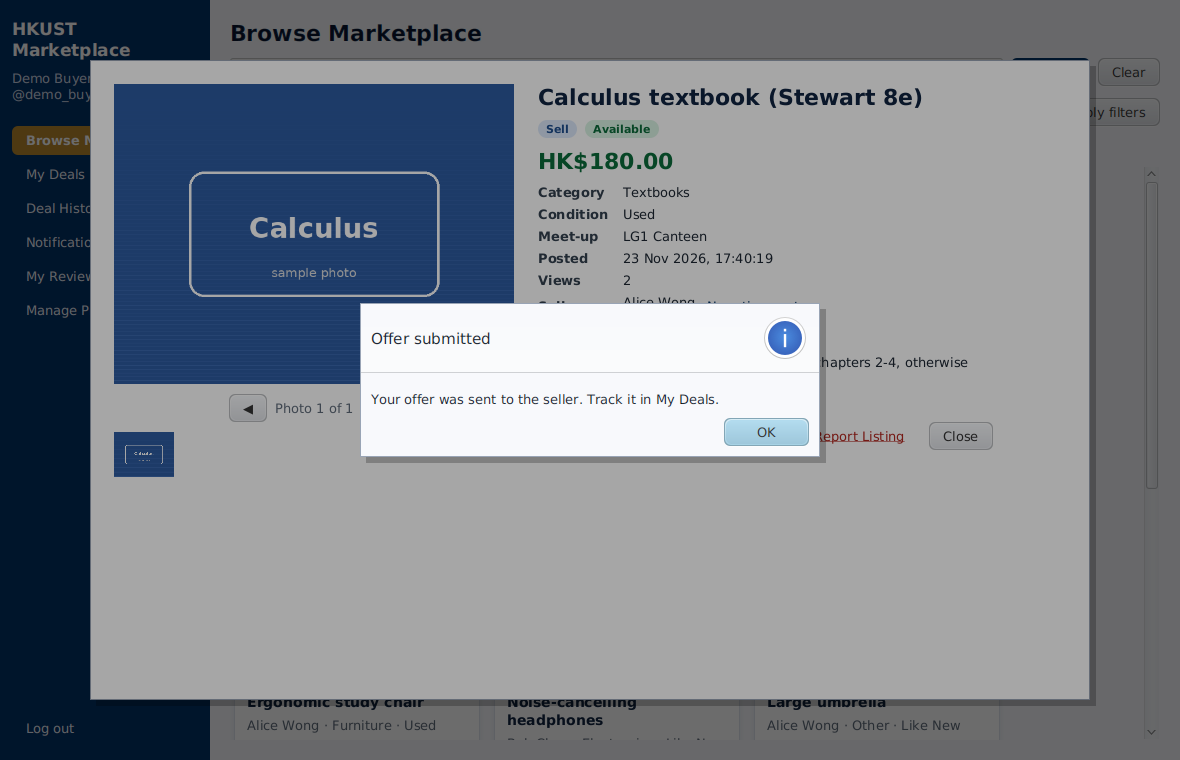 HKUST
Marketplace
Demo Buyer
@demo_buy
Browse
My Deals
Deal Histo
Notificatio
My Review
Manage P
Log out
Browse Marketplace
Clear
filters
Calculus
sample photo
◀ Photo 1 of 1
Calculus textbook (Stewart 8e)
Sell Available
HK$180.00
Category Textbooks
Condition Used
Meet-up LG1 Canteen
Posted 23 Nov 2026, 17:40:19
Views 2
Alice Wong
hapters 2-4, otherwise
Report Listing Close
Offer submitted
Your offer was sent to the seller. Track it in My Deals.
OK
Ergonomic study chair
Alice Wong · Furniture · Used
Noise-cancelling
headphones
Large umbrella
Alice Wong · Other · Like New